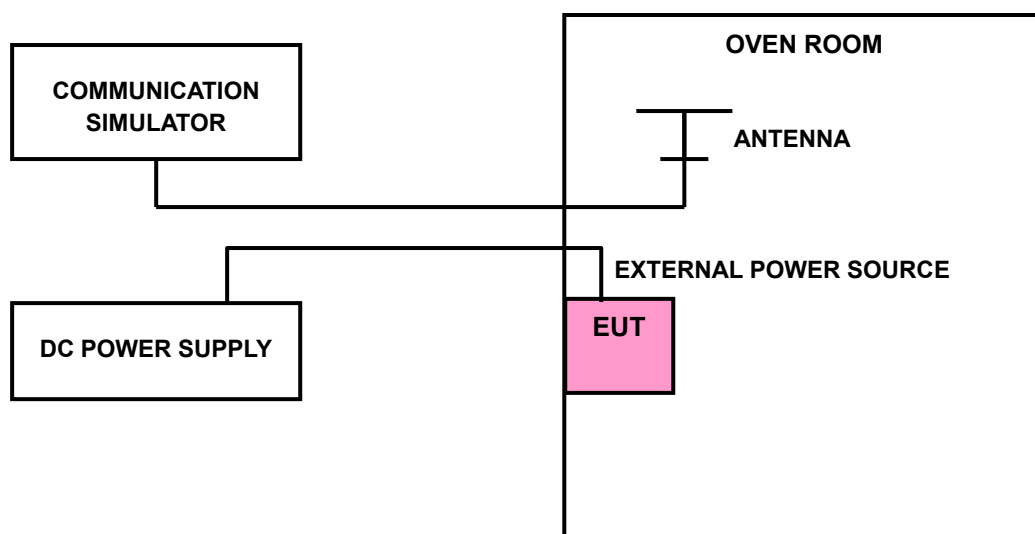 OVEN ROOM
COMMUNICATION
SIMULATOR
ANTENNA
EXTERNAL POWER SOURCE
EUT
DC POWER SUPPLY